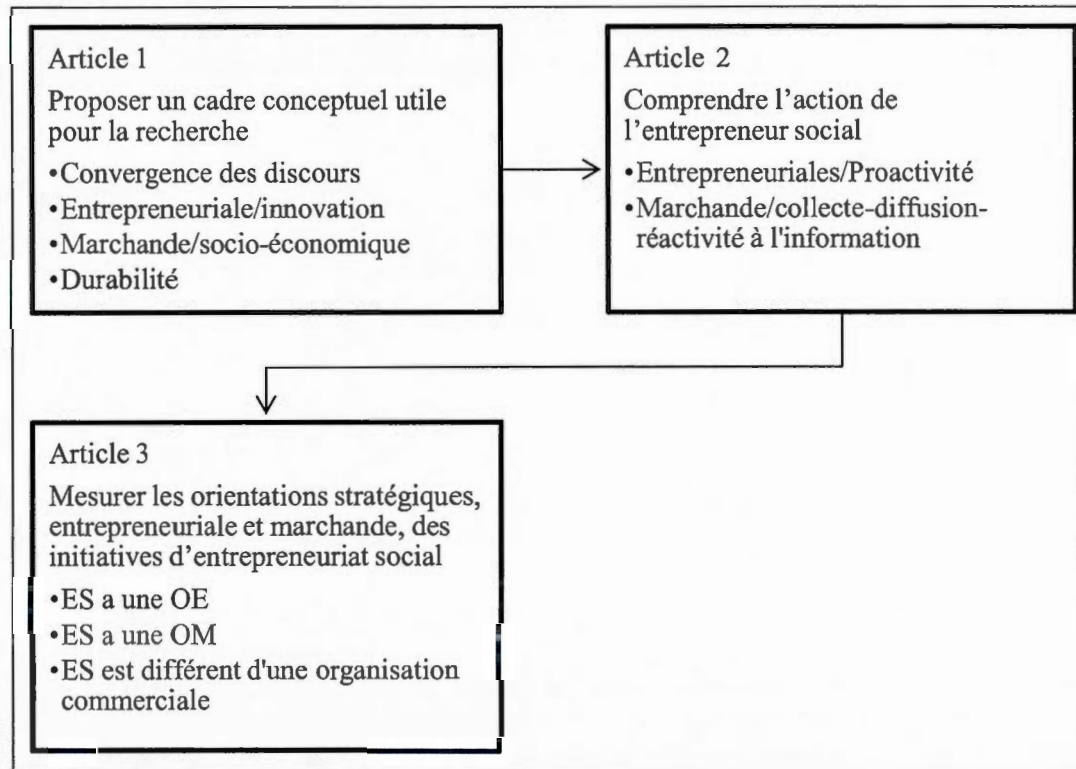 Article 1
Proposer un cadre conceptuel utile
pour la recherche
•Convergence des discours
•Entrepreneuriale/innovation
•Marchande/socio-économique
•Durabilité
Article 2
Comprendre l'action de
l'entrepreneur social
•Entrepreneuriales/Proactivité
•Marchande/collecte-diffusion-
réactivité à l'information
Article 3
Mesurer les orientations stratégiques,
entrepreneuriale et marchande, des
initiatives d'entrepreneuriat social
•ES a une OE
•ES a une OM
•ES est différent d'une organisation
commerciale